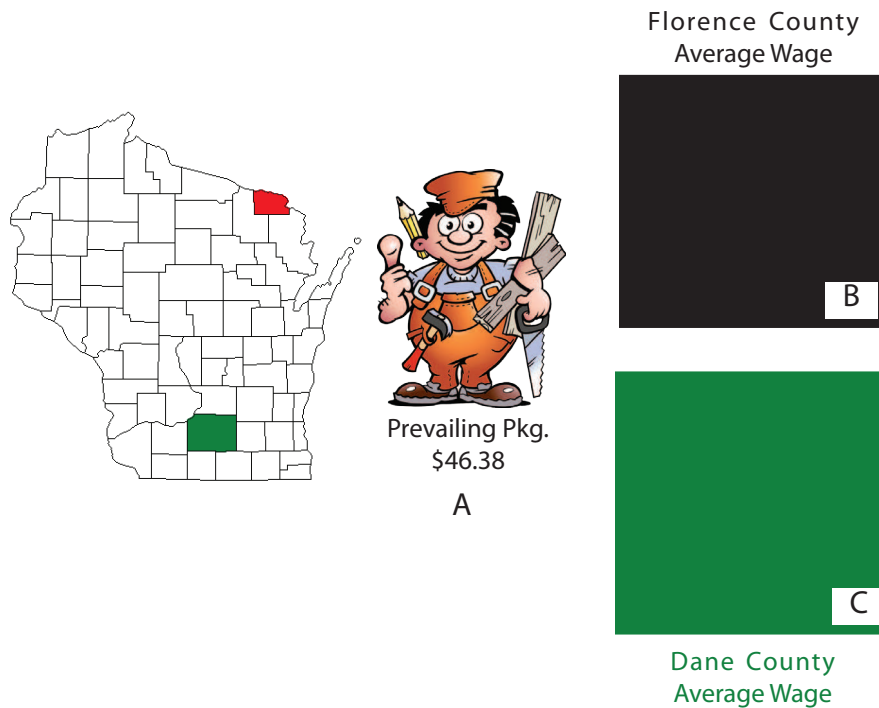 Florence County
Average Wage
B
Prevailing Pkg.
$46.38
A
C
Dane County
Average Wage